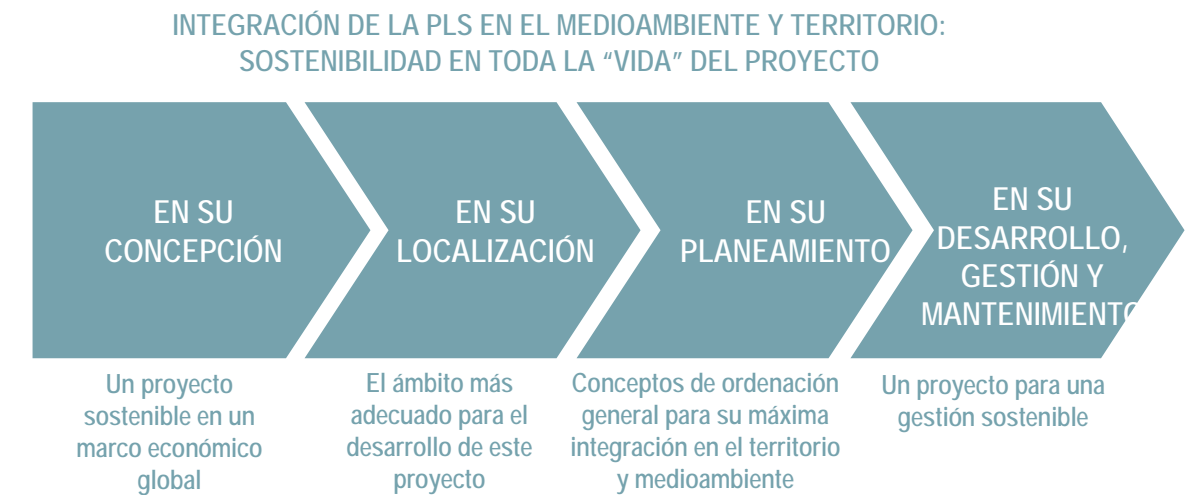 INTEGRACIÓN DE LA PLS EN EL MEDIOAMBIENTE Y TERRITORIO:
SOSTENIBILIDAD EN TODA LA “VIDA” DEL PROYECTO
EN SU
CONCEPCIÓN
EN SU
LOCALIZACIÓN
EN SU
PLANEAMIENTO
EN SU
DESARROLLO,
GESTIÓN Y
MANTENIMIENTO
Un proyecto
sostenible en un
marco económico
global
El ámbito más
adecuado para el
desarrollo de este
proyecto
Conceptos de ordenación
general para su máxima
integración en el territorio
y medioambiente
Un proyecto para una
gestión sostenible